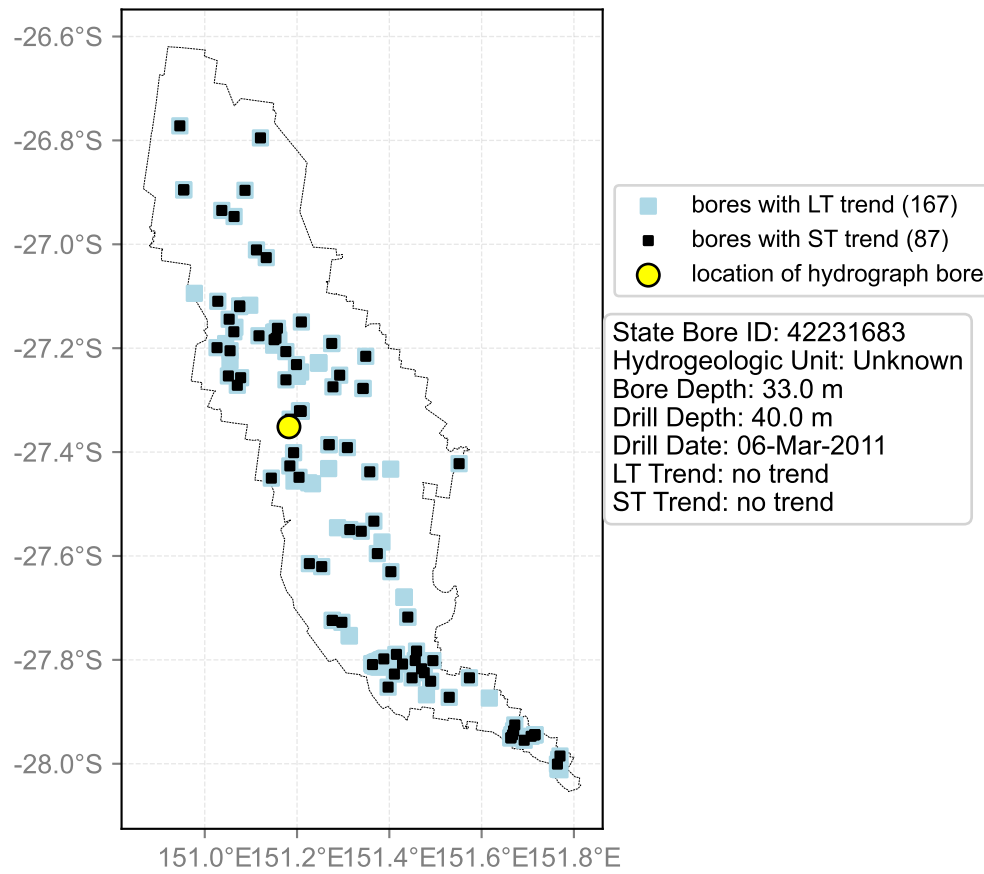 -26.6°S
-26.8°S
-27.0°S
-27.2°S
-27.4°S
-27.6°S
-27.8°S
-28.0°S
151.0°E151.2°E151.4°E151.6°E151.8°E
bores with LT trend (167)
bores with ST trend (87)
location of hydrograph bore
State Bore ID: 42231683
Hydrogeologic Unit: Unknown
Bore Depth: 33.0 m
Drill Depth: 40.0 m
Drill Date: 06-Mar-2011
LT Trend: no trend
ST Trend: no trend